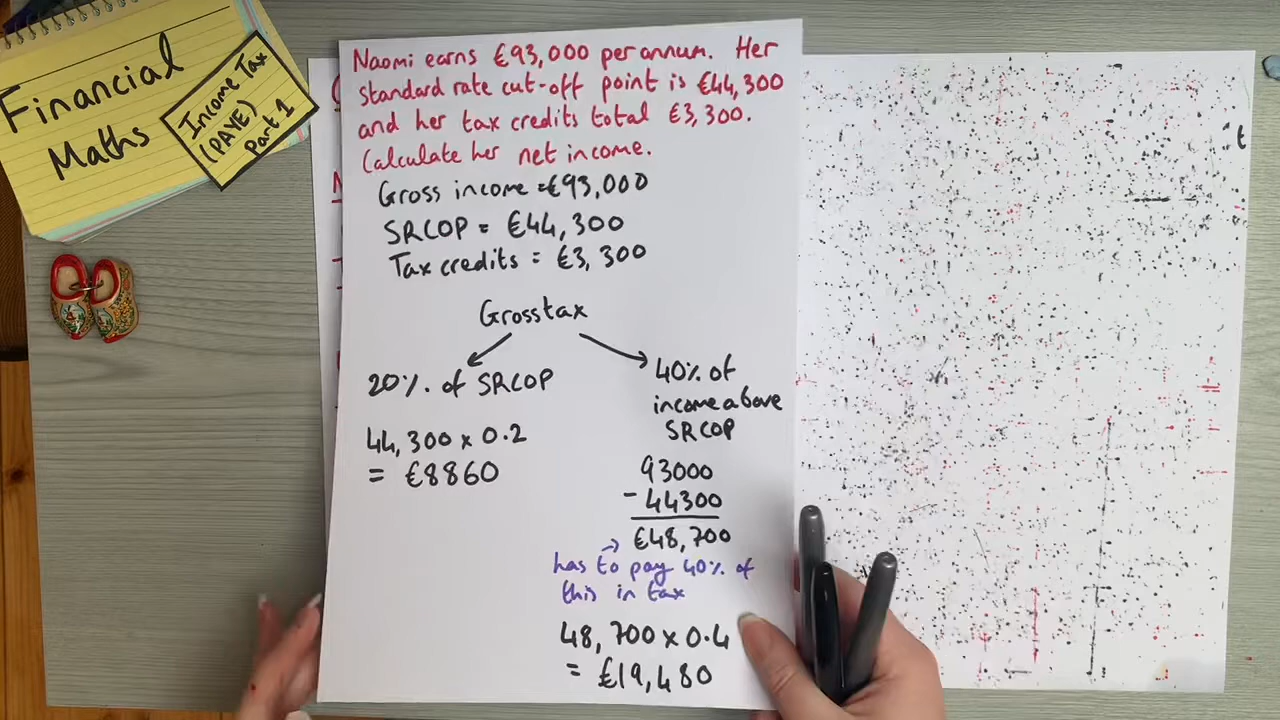 Financial
Maths
Income Tax
(PAYE)
Part 1
Naomi earns €93,000 per annum. Her
standard rate cut-off point is €44,300
and her tax credits total €3,300.
Calculate her net income.
Gross income = €93,000
SRCOP = €44,300
Tax credits = €3,300
Gross tax
20% of SRCOP
44,300 x 0.2
= €8860
40% of
income above
SRCOP
93000
- 44300
€48,700
has to pay 40% of
this in tax
48,700 x 0.4
= €19,480
t